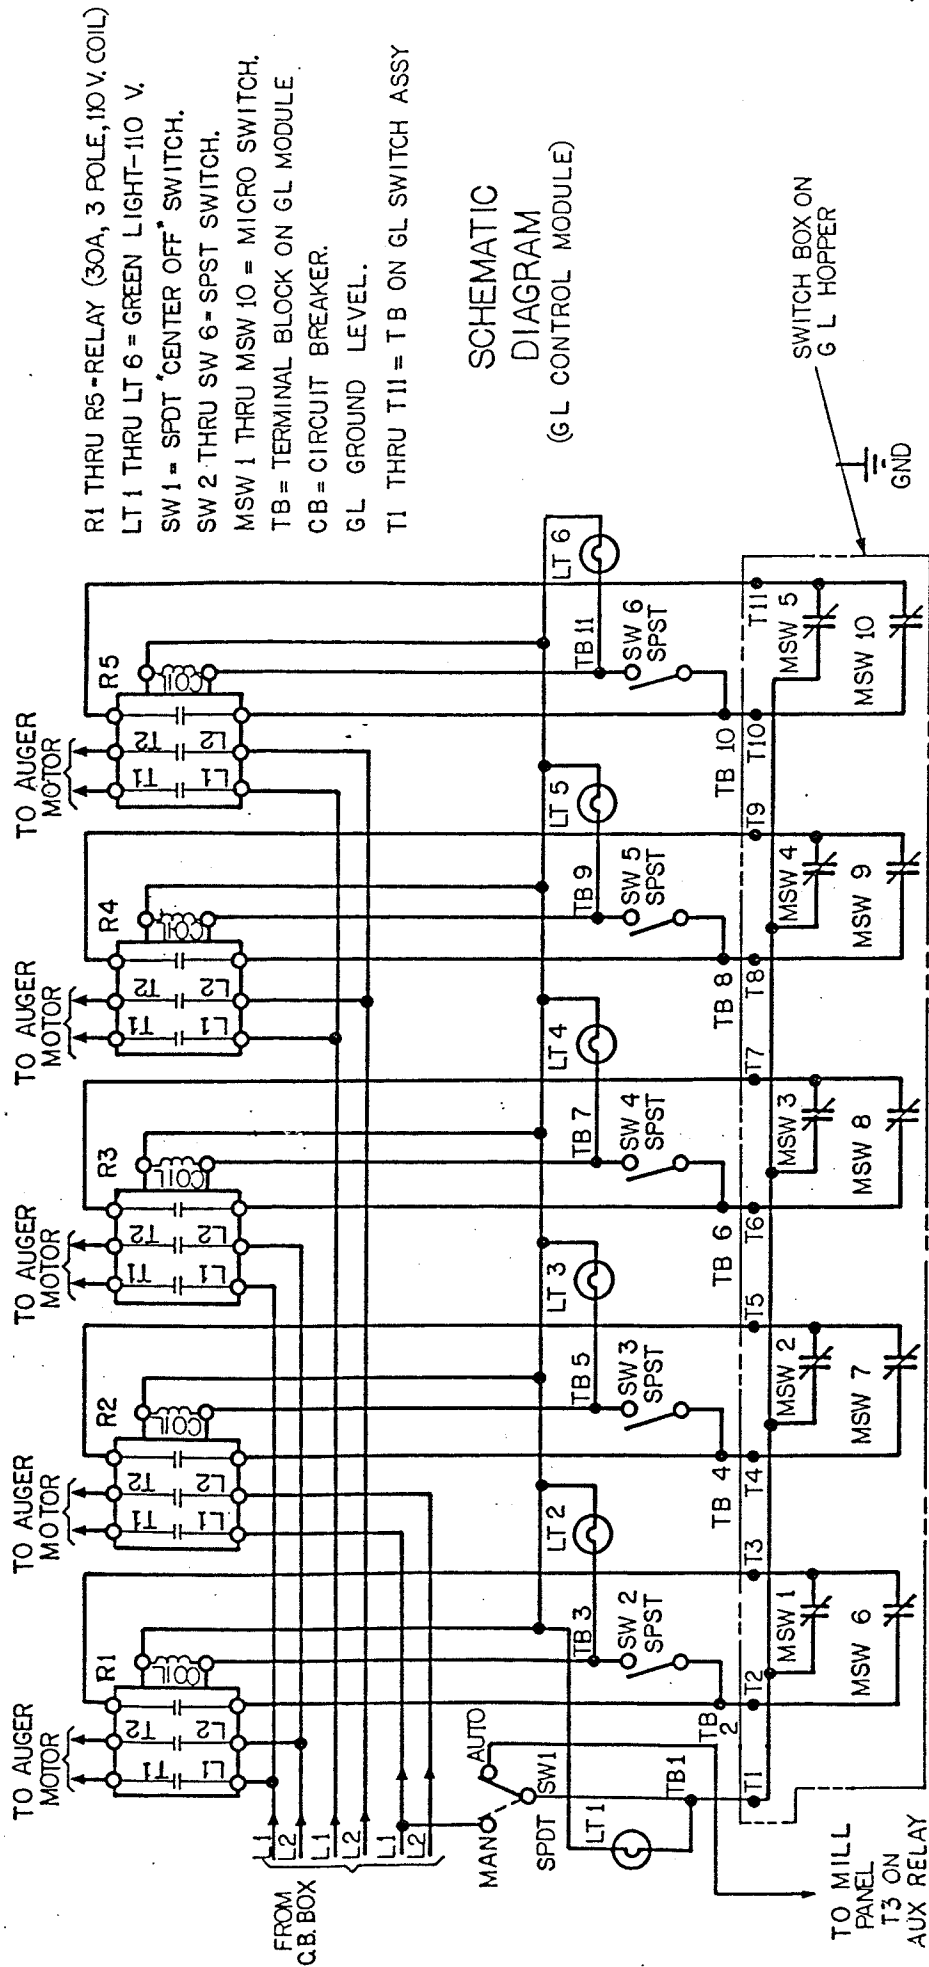 R1 THRU R5-RELAY (30A, 3 POLE, 110 V. COIL)
LT 1 THRU LT 6 = GREEN LIGHT-110 V.
SW 1 = SPDT "CENTER OFF" SWITCH.
SW 2 THRU SW 6 = SPST SWITCH.
MSW 1 THRU MSW 10 = MICRO SWITCH.
TB = TERMINAL BLOCK ON GL MODULE
CB = CIRCUIT BREAKER.
GL GROUND LEVEL.
T1 THRU T11 = TB ON GL SWITCH ASSY
SCHEMATIC
DIAGRAM
(GL CONTROL MODULE)
SWITCH BOX ON
G L HOPPER
GND
TO AUGER
MOTOR
TO AUGER
MOTOR
TO AUGER
MOTOR
TO AUGER
MOTOR
TO AUGER
MOTOR
R1
T1
T2
L1
L2
COIL
R2
T1
T2
L1
L2
COIL
R3
T1
T2
L1
L2
COIL
R4
T1
T2
L1
L2
COIL
R5
T1
T2
L1
L2
COIL
FROM
C.B. BOX
L1
L2
L1
L2
L1
L2
MAN
AUTO
SPDT
SW1
LT 1
TB 1
LT 2
TB 3
SW 2
SPST
TB
2
LT 3
TB 5
SW 3
SPST
TB 4
LT 4
TB 7
SW 4
SPST
TB 6
LT 5
TB 9
SW 5
SPST
TB 8
LT 6
TB 11
SW 6
SPST
TB 10
T1
T2
T3
T4
T5
T6
T7
T8
T9
T10
T11
MSW 1
MSW 6
MSW 2
MSW 7
MSW 3
MSW 8
MSW 4
MSW 9
MSW 5
MSW 10
TO MILL
PANEL
T3 ON
AUX RELAY